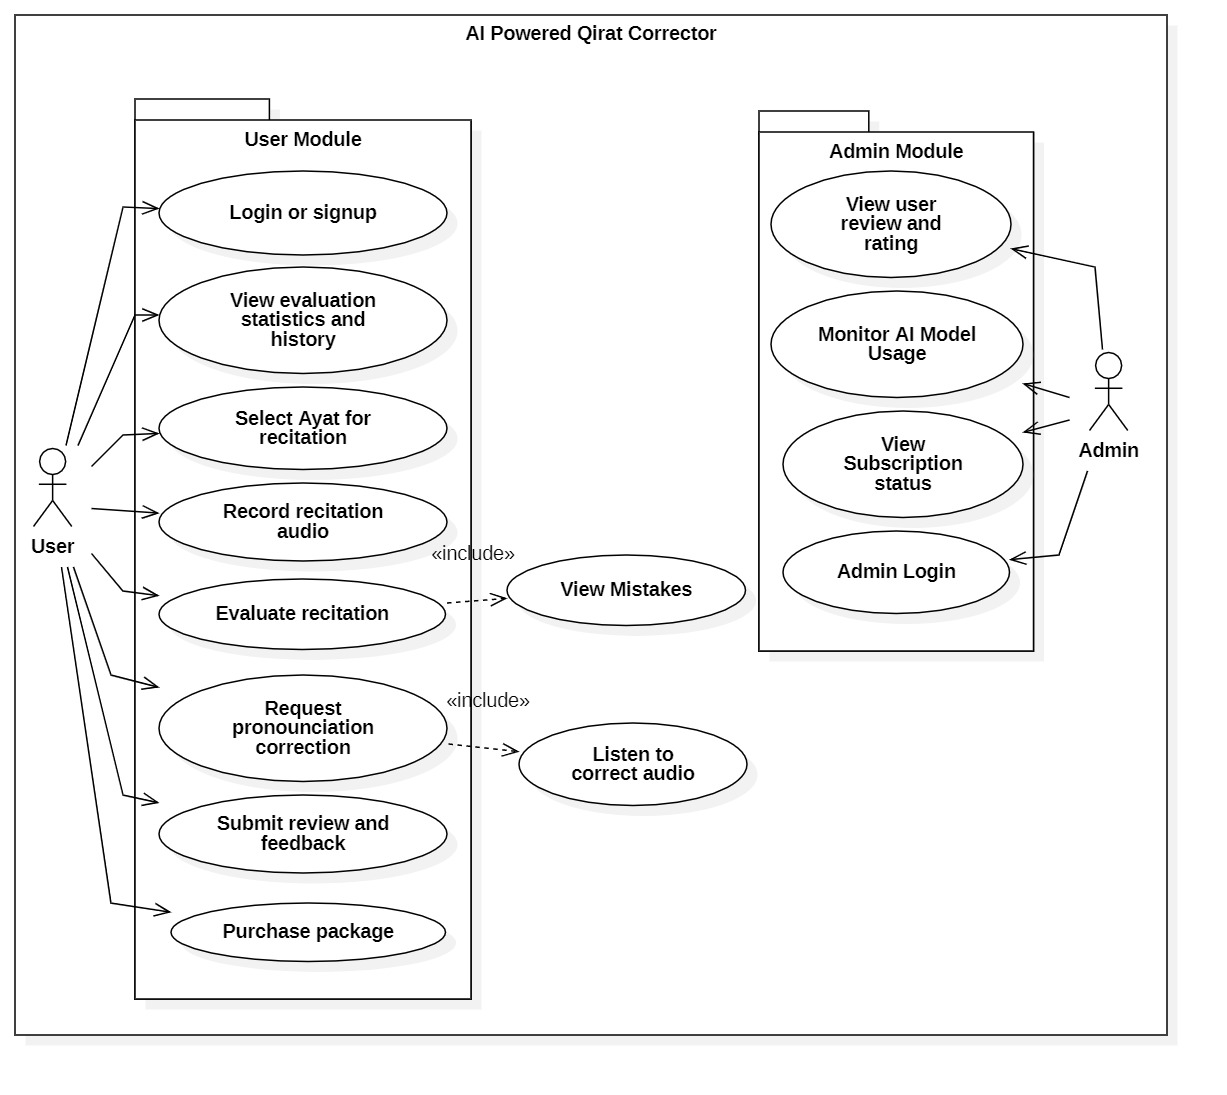 AI Powered Qirat Corrector
User Module
Login or signup
View evaluation
statistics and
history
Select Ayat for
recitation
Record recitation
audio
Evaluate recitation
Request
pronounciation
correction
Submit review and
feedback
Purchase package
User
«include»
View Mistakes
«include»
Listen to
correct audio
Admin Module
View user
review and
rating
Monitor AI Model
Usage
View
Subscription
status
Admin Login
Admin